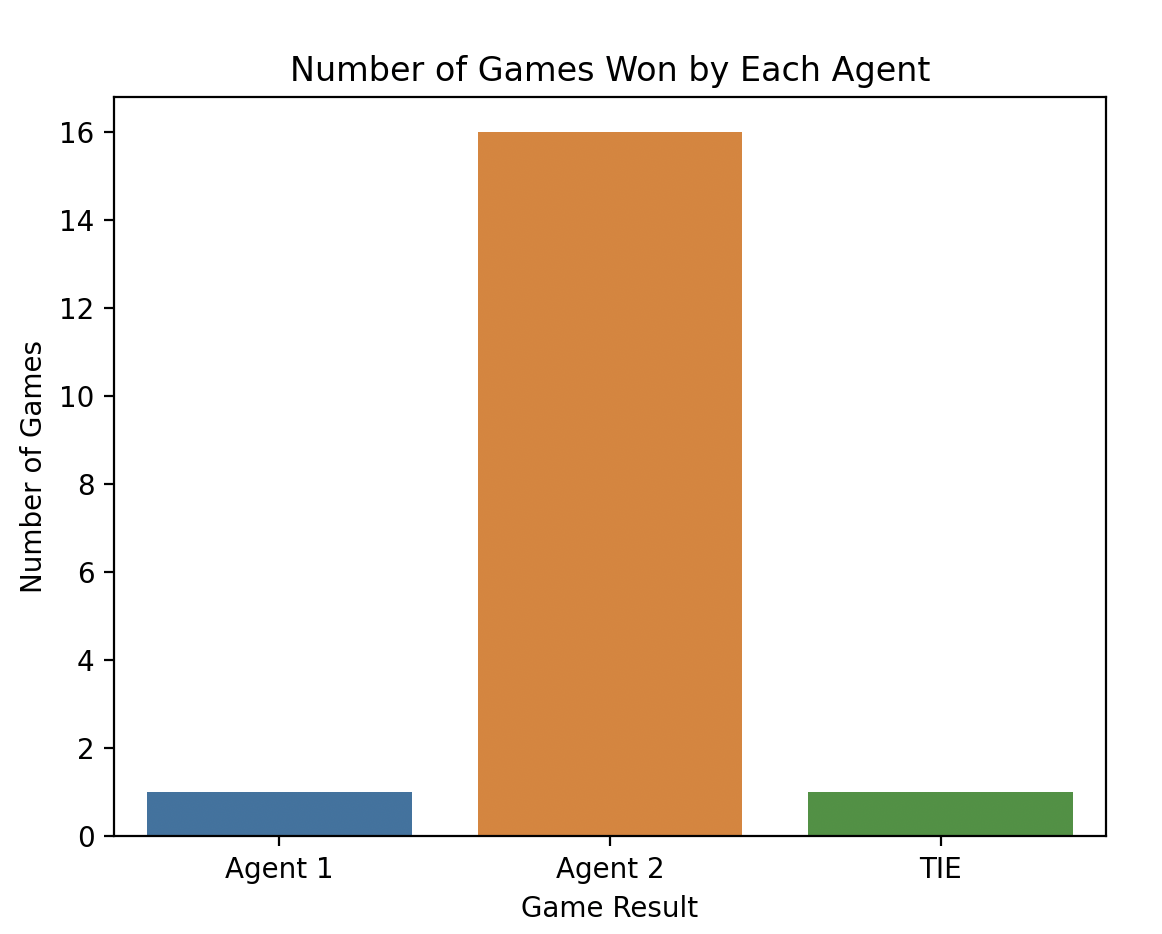 Number of Games Won by Each Agent
16
14
12
10
8
6
4
2
0
Number of Games
Agent 1
Agent 2
TIE
Game Result